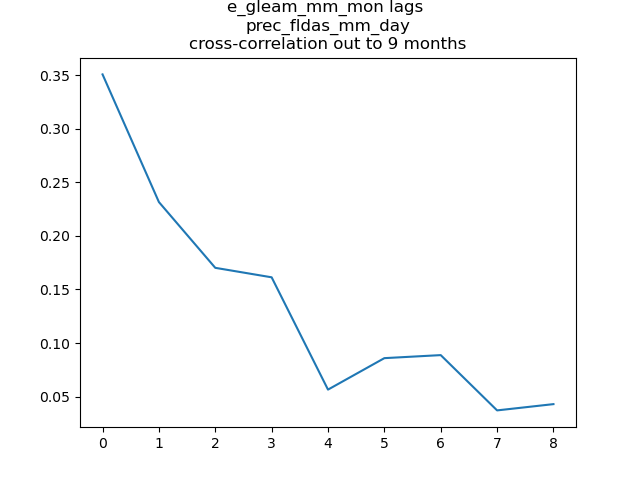 e_gleam_mm_mon lags
prec_fldas_mm_day
cross-correlation out to 9 months
0.35
0.30
0.25
0.20
0.15
0.10
0.05
0 1 2 3 4 5 6 7 8